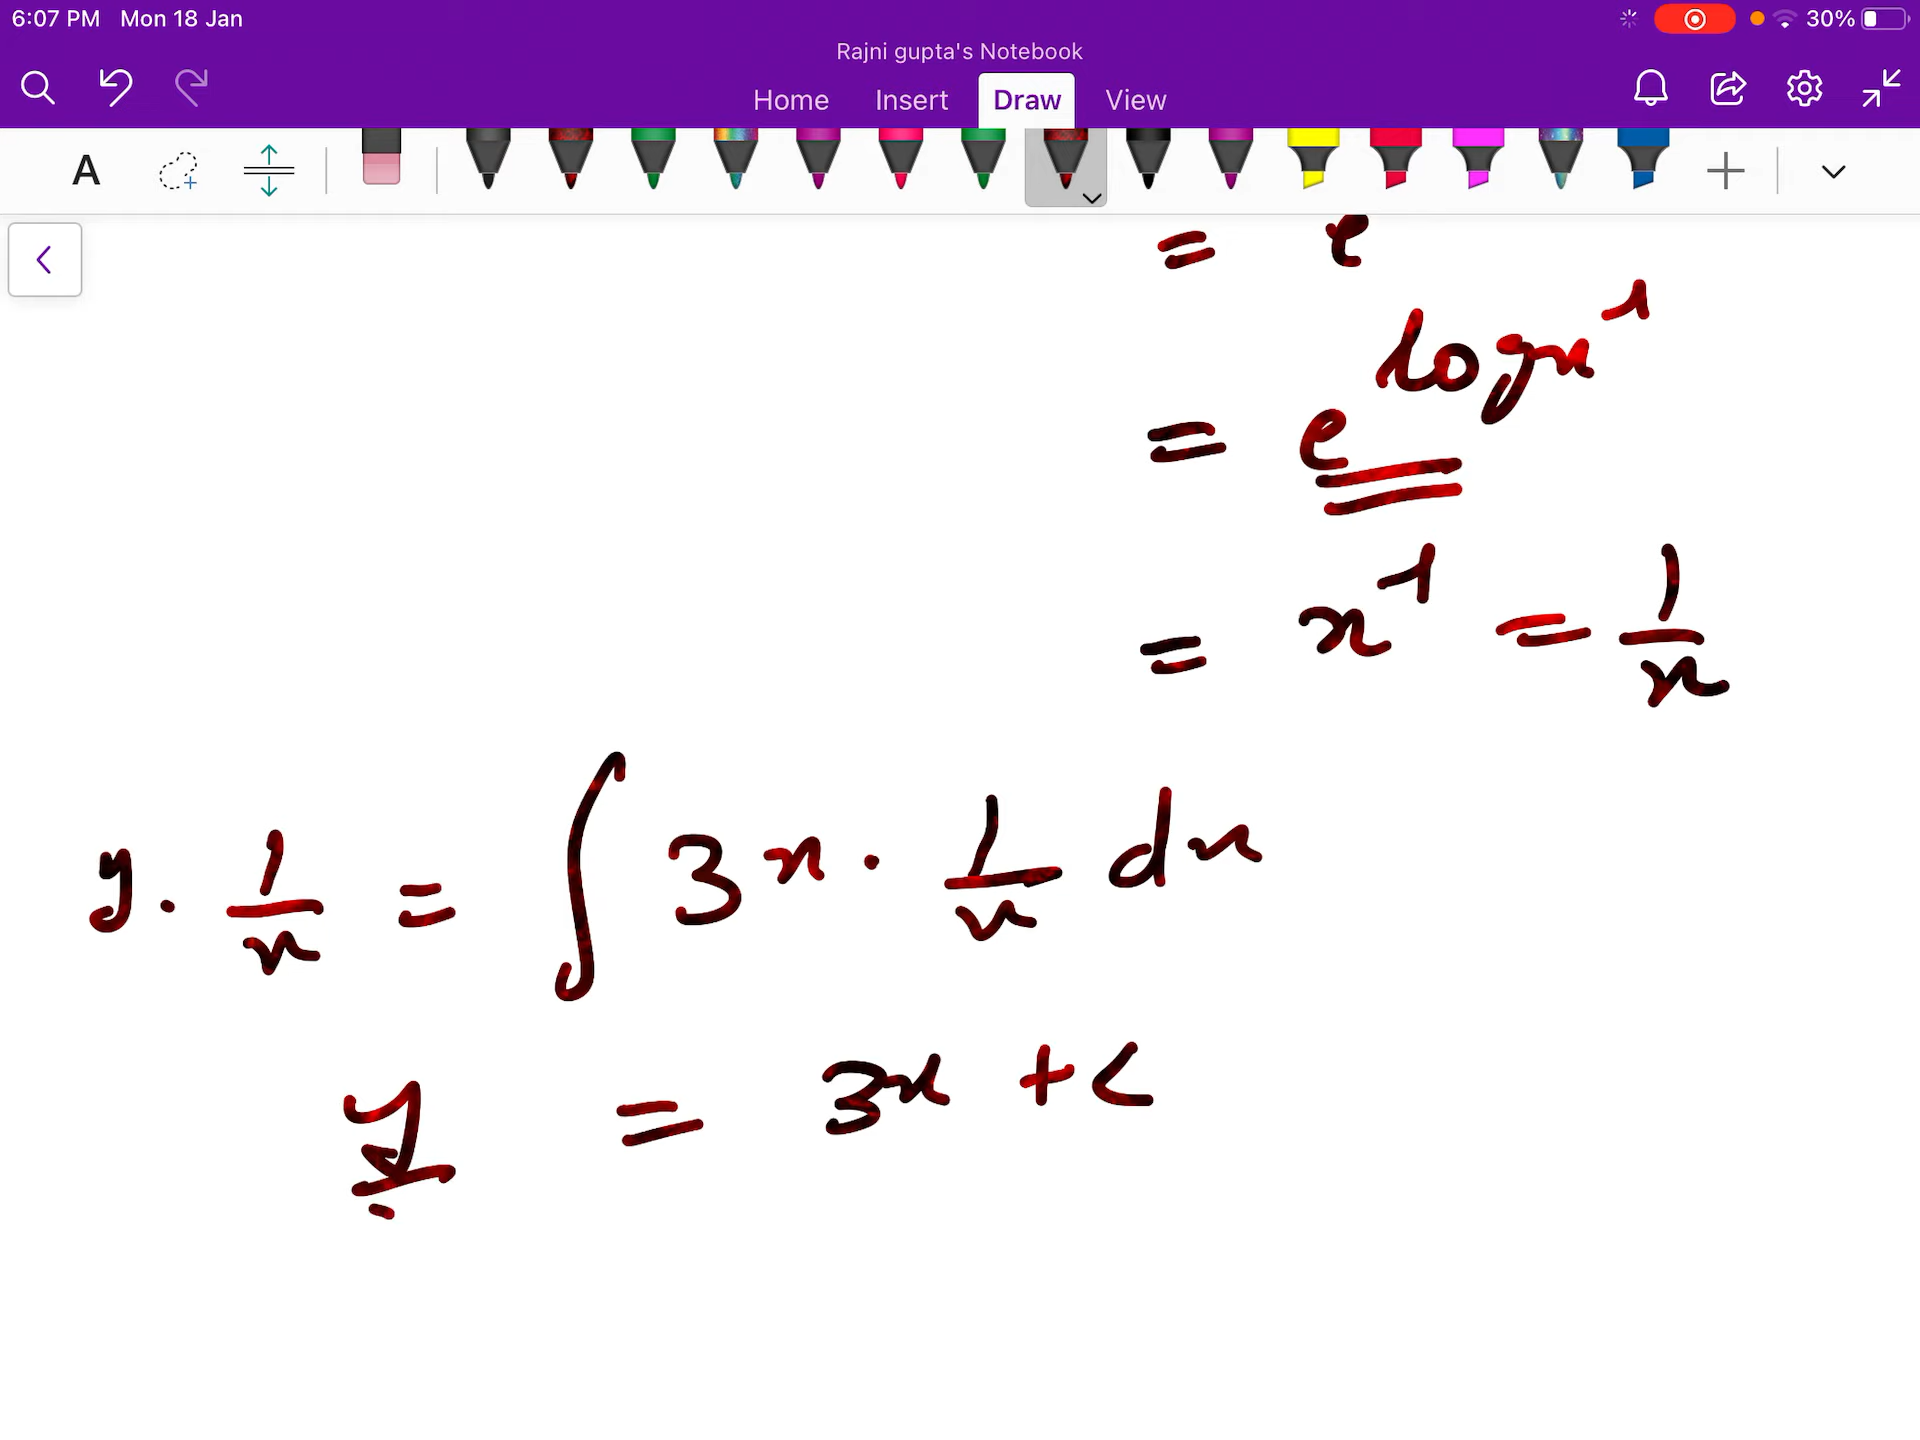 6:07 PM Mon 18 Jan 30%
Rajni gupta's Notebook
Home Insert Draw View
A
= e
= e^{log x^{-1}}
= x^{-1} = 1/x
y · 1/x = ∫ 3x · 1/x dx
y = 3x + c